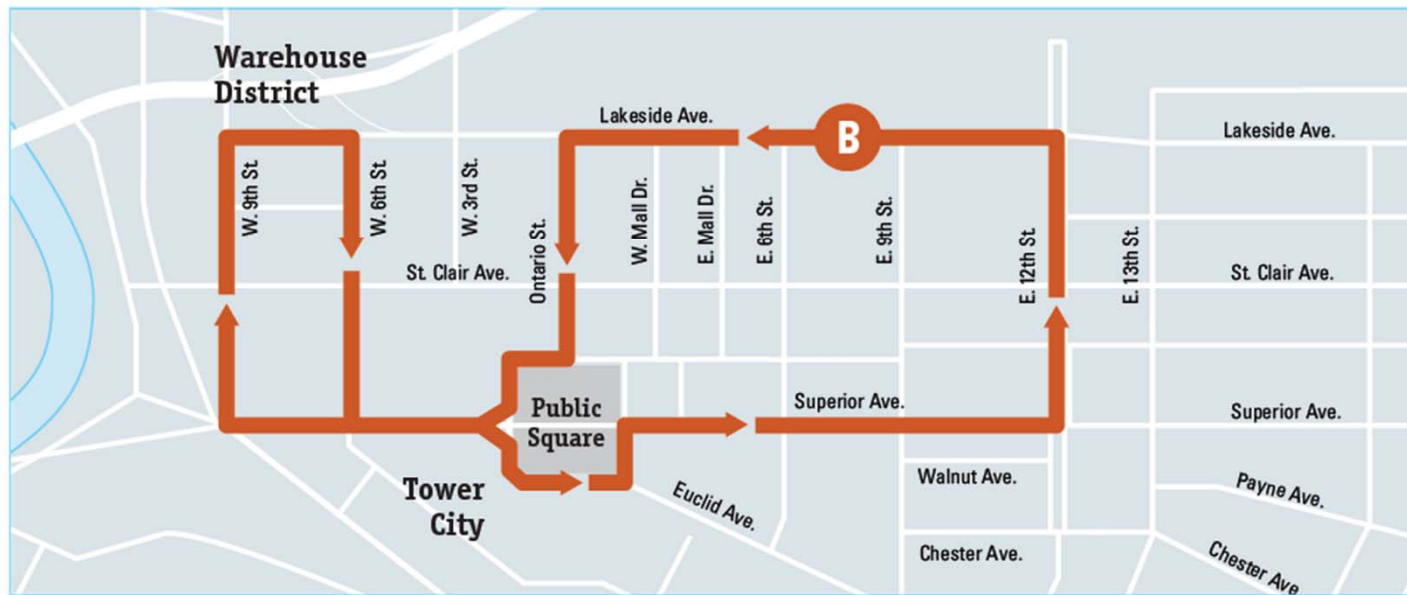 Warehouse
District
Lakeside Ave.
B
Lakeside Ave.
W. 9th St.
W. 6th St.
W. 3rd St.
Ontario St.
W. Mall Dr.
E. Mall Dr.
E. 6th St.
E. 9th St.
E. 12th St.
E. 13th St.
St. Clair Ave.
St. Clair Ave.
Public
Square
Superior Ave.
Superior Ave.
Tower
City
Euclid Ave.
Walnut Ave.
Payne Ave.
Chester Ave.
Chester Ave.